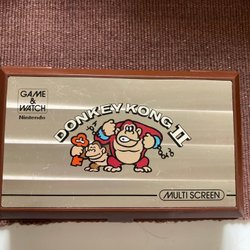 GAME
&
WATCH
Nintendo
DONKEY KONG II
MULTI SCREEN